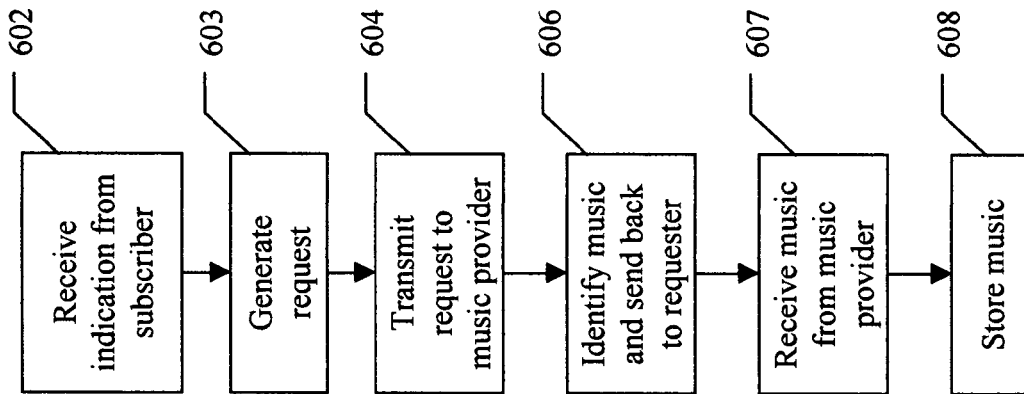 602
Receive
indication from
subscriber
603
Generate
request
604
Transmit
request to
music provider
606
Identify music
and send back
to requester
607
Receive music
from music
provider
608
Store music